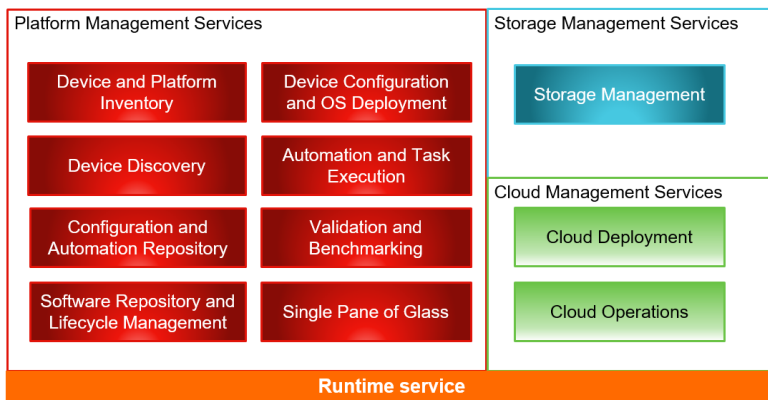 Platform Management Services
Device and Platform
Inventory
Device Configuration
and OS Deployment
Device Discovery
Automation and Task
Execution
Configuration and
Automation Repository
Validation and
Benchmarking
Software Repository and
Lifecycle Management
Single Pane of Glass
Storage Management Services
Storage Management
Cloud Management Services
Cloud Deployment
Cloud Operations
Runtime service